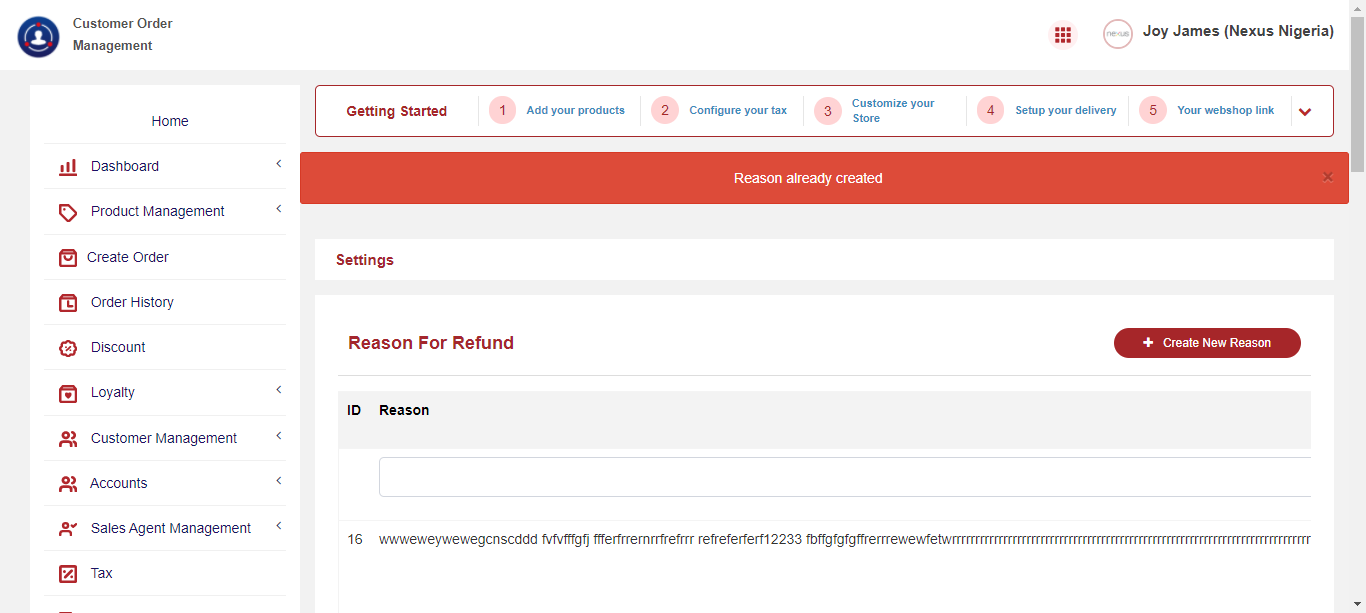 Customer Order
Management
nexus
Joy James (Nexus Nigeria)
Home
Dashboard
Product Management
Create Order
Order History
Discount
Loyalty
Customer Management
Accounts
Sales Agent Management
Tax
Getting Started
1 Add your products
2 Configure your tax
3 Customize your
Store
4 Setup your delivery
5 Your webshop link
Reason already created
×
Settings
Reason For Refund
+ Create New Reason
ID Reason
16 wwweweywewegcnscddd fvfvfffgfj ffferfrrernrrfrefrrr refreferferf12233 fbffgfgfgffrerrrewewfetwrrrrrrrrrrrrrrrrrrrrrrrrrrrrrrrrrrrrrrrrrrrrrrrrrrrrrrrrrrrrrrrrrrrrrrrrrrr